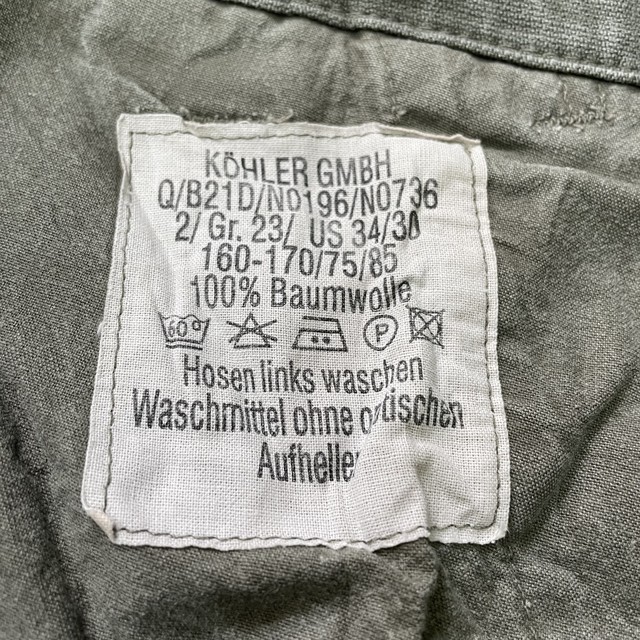 KÖHLER GMBH
Q/B21D/N0196/N0736
2/ Gr. 23/ US 34/30
160-170/75/85
100% Baumwolle
60° P
Hosen links waschen
Waschmittel ohne
Aufheller